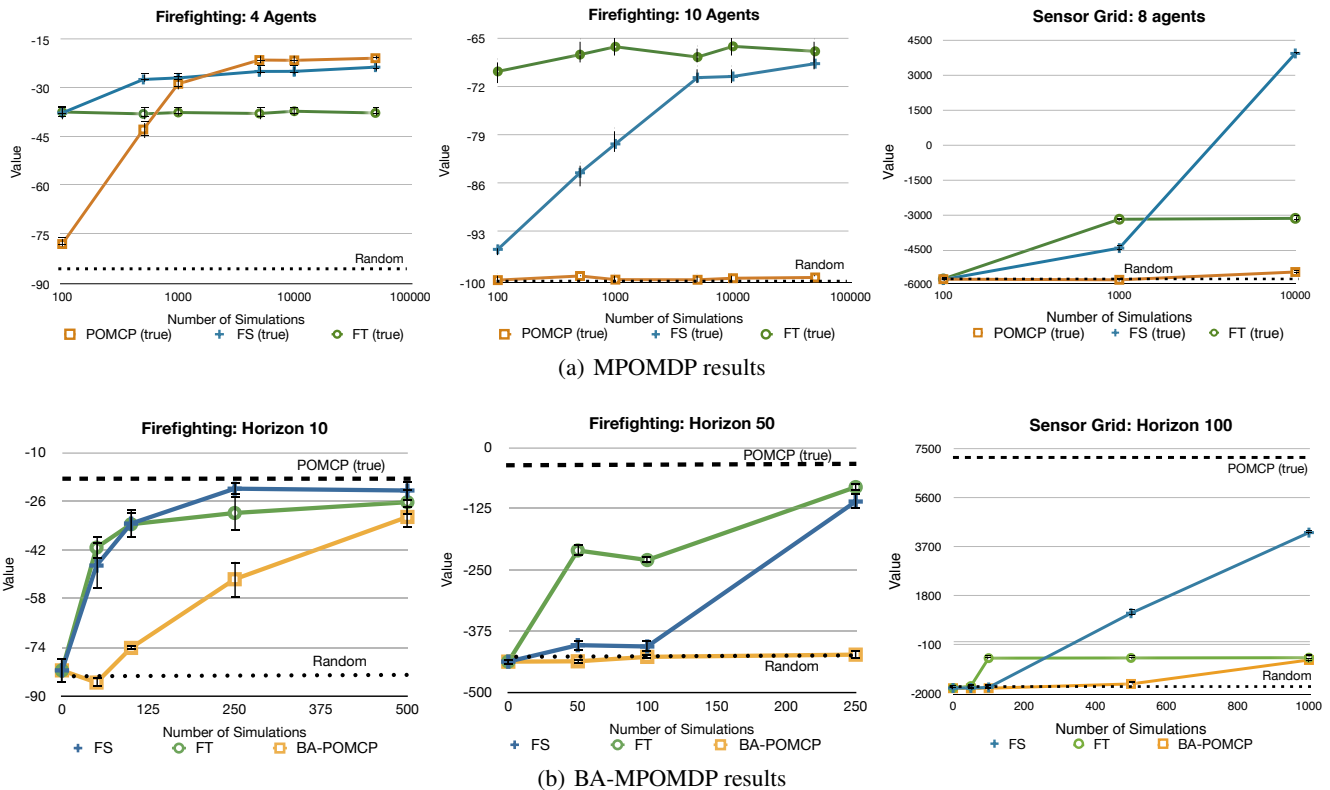 Firefighting: 4 Agents
-15
-30
-45
-60
-75
-90
Value
Random
100
1000
10000
100000
Number of Simulations
POMCP (true)
FS (true)
FT (true)
Firefighting: 10 Agents
-65
-72
-79
-86
-93
-100
Value
Random
100
1000
10000
100000
Number of Simulations
POMCP (true)
FS (true)
FT (true)
Sensor Grid: 8 agents
4500
3000
1500
0
-1500
-3000
-4500
-6000
Value
Random
100
1000
10000
Number of Simulations
POMCP (true)
FS (true)
FT (true)
(a) MPOMDP results
Firefighting: Horizon 10
-10
-26
-42
-58
-74
-90
Value
POMCP (true)
Random
0
125
250
375
500
Number of Simulations
FS
FT
BA-POMCP
Firefighting: Horizon 50
0
-125
-250
-375
-500
Value
POMCP (true)
Random
0
50
100
150
200
250
Number of Simulations
FS
FT
BA-POMCP
Sensor Grid: Horizon 100
7500
5600
3700
1800
-100
-2000
Value
POMCP (true)
Random
0
200
400
600
800
1000
Number of Simulations
FS
FT
BA-POMCP
(b) BA-MPOMDP results